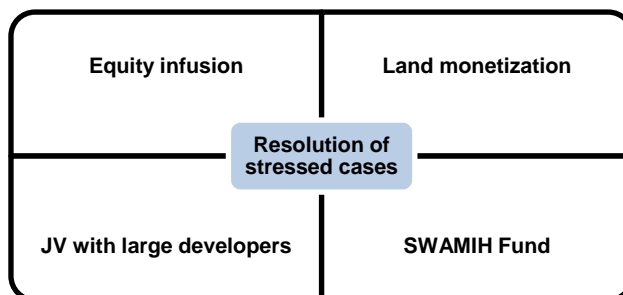 Equity infusion
Land monetization
Resolution of
stressed cases
JV with large developers
SWAMIH Fund